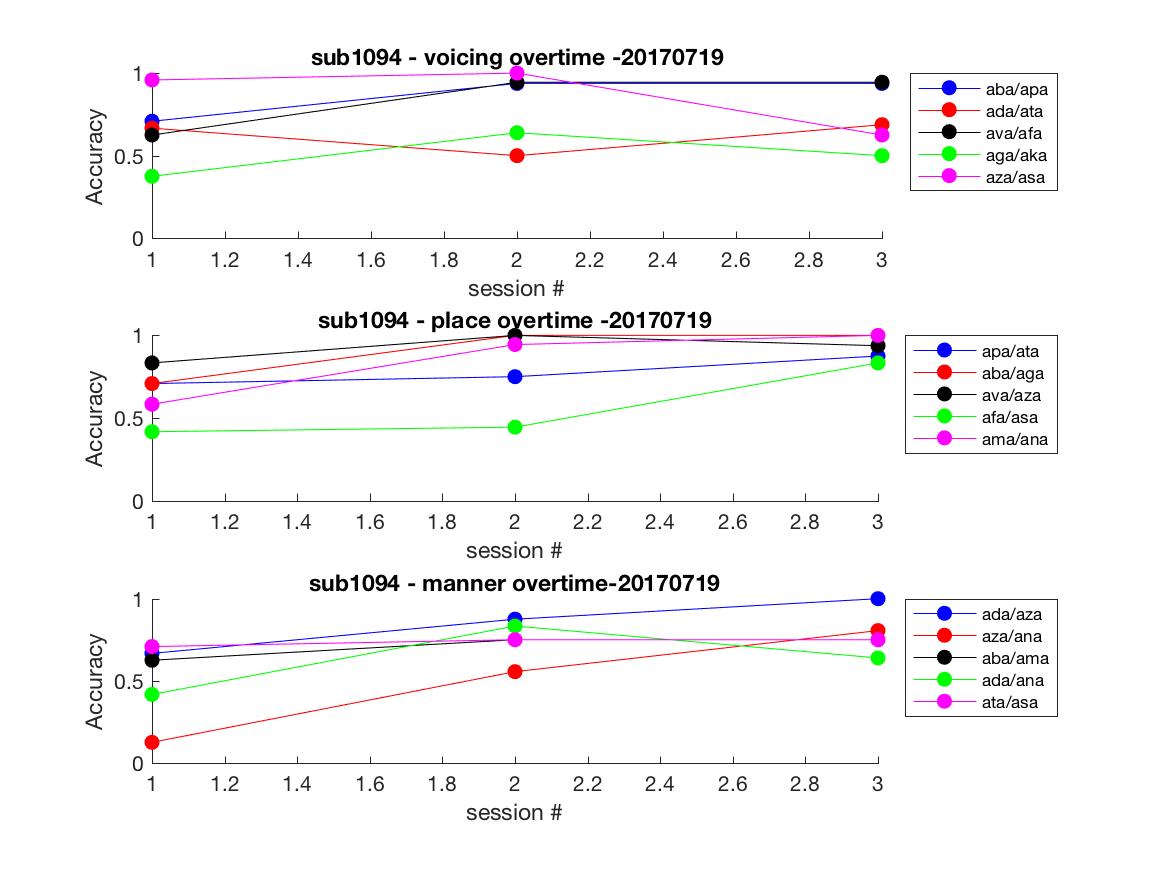 sub1094 - voicing overtime -20170719
1
0.5
0
Accuracy
1 1.2 1.4 1.6 1.8 2 2.2 2.4 2.6 2.8 3
session #
aba/apa
ada/ata
ava/afa
aga/aka
aza/asa
sub1094 - place overtime -20170719
1
0.5
0
Accuracy
1 1.2 1.4 1.6 1.8 2 2.2 2.4 2.6 2.8 3
session #
apa/ata
aba/aga
ava/aza
afa/asa
ama/ana
sub1094 - manner overtime-20170719
1
0.5
0
Accuracy
1 1.2 1.4 1.6 1.8 2 2.2 2.4 2.6 2.8 3
session #
ada/aza
aza/ana
aba/ama
ada/ana
ata/asa